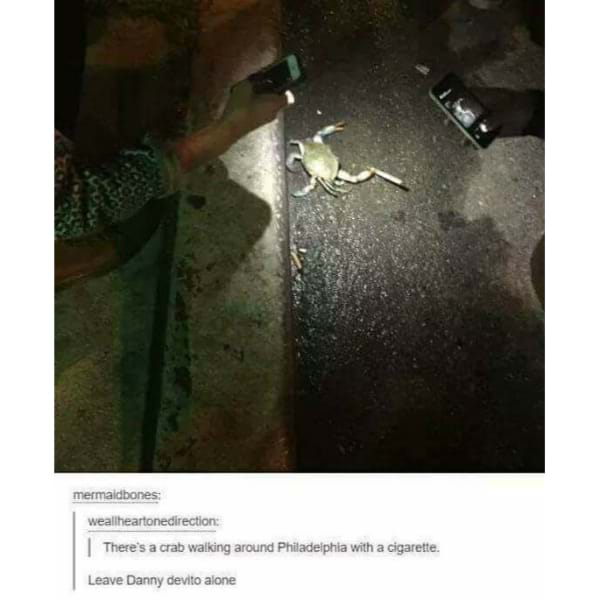 mermaidbones:
weallheartonedirection:
There's a crab walking around Philadelphia with a cigarette.
Leave Danny devito alone